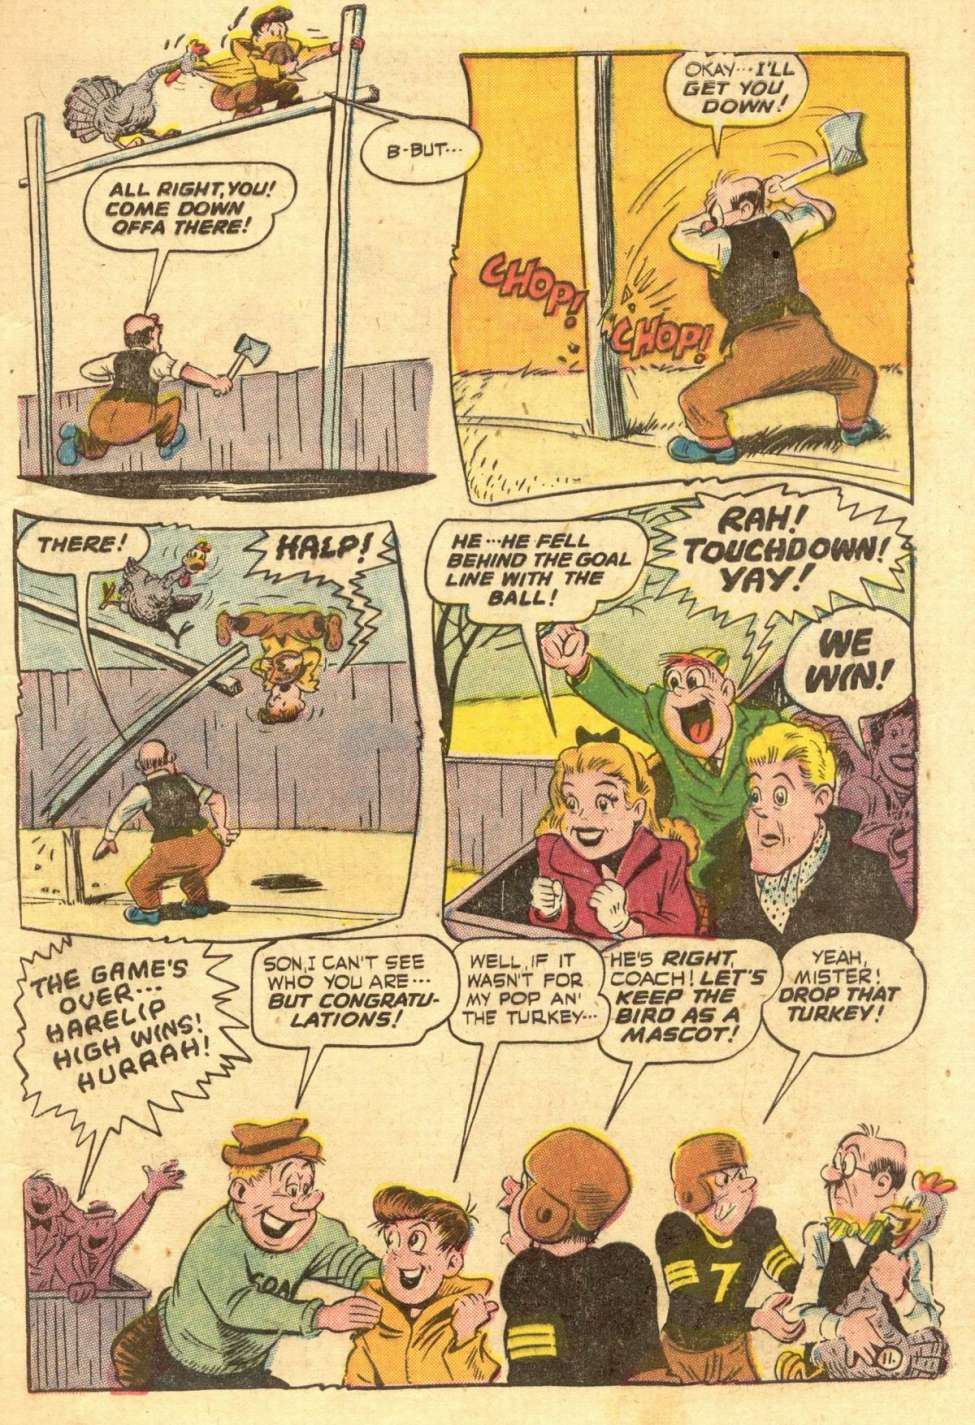 B-BUT...
ALL RIGHT, YOU!
COME DOWN
OFFA THERE!
OKAY... I'LL
GET YOU
DOWN!
CHOP!
CHOP!
THERE!
HALP!
HE...HE FELL
BEHIND THE GOAL
LINE WITH THE
BALL!
RAH!
TOUCHDOWN!
YAY!
WE
WIN!
THE GAME'S
OVER...
HARELIP
HIGH WINS!
HURRAH!
SON, I CAN'T SEE
WHO YOU ARE...
BUT CONGRATU-
LATIONS!
WELL, IF IT
WASN'T FOR
MY POP AN'
THE TURKEY...
HE'S RIGHT,
COACH! LET'S
KEEP THE
BIRD AS A
MASCOT!
YEAH,
MISTER!
DROP THAT
TURKEY!
7
11.